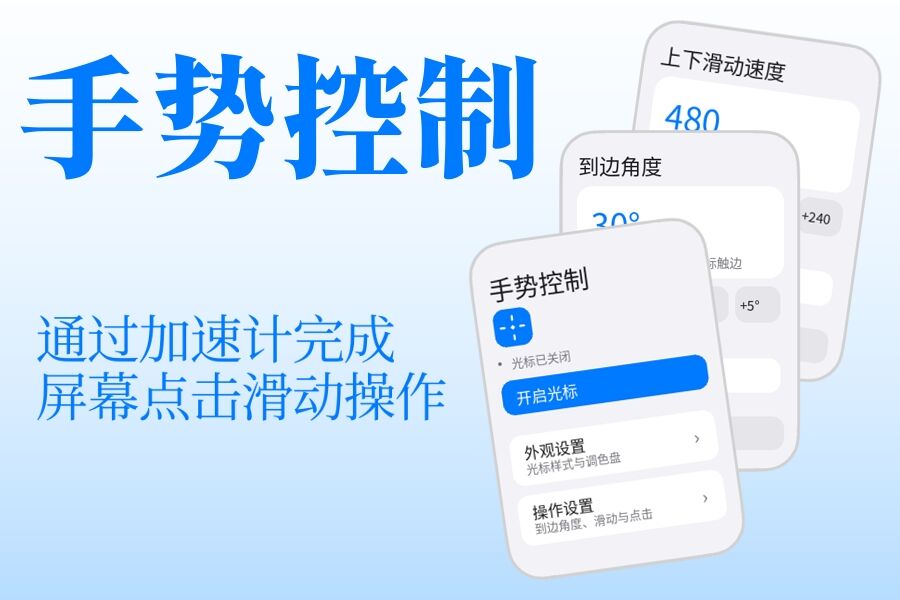 手势控制
通过加速计完成
屏幕点击滑动操作
上下滑动速度
480
+240
到边角度
30°
标触边
+5°
手势控制
光标已关闭
开启光标
外观设置
光标样式与调色盘
›
操作设置
到边角度、滑动与点击
›